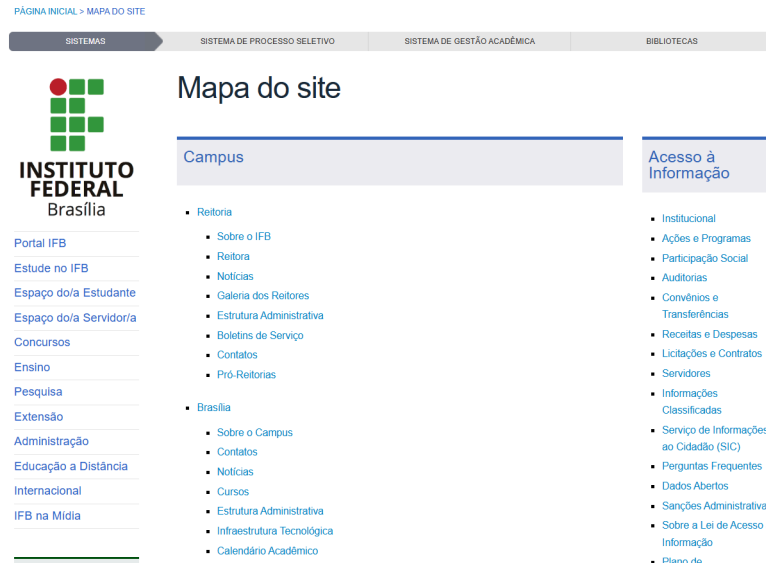 PÁGINA INICIAL > MAPA DO SITE
SISTEMAS
SISTEMA DE PROCESSO SELETIVO
SISTEMA DE GESTÃO ACADÊMICA
BIBLIOTECAS
INSTITUTO
FEDERAL
Brasília
Portal IFB
Estude no IFB
Espaço do/a Estudante
Espaço do/a Servidor/a
Concursos
Ensino
Pesquisa
Extensão
Administração
Educação a Distância
Internacional
IFB na Mídia
Mapa do site
Campus
Reitoria
Sobre o IFB
Reitora
Notícias
Galeria dos Reitores
Estrutura Administrativa
Boletins de Serviço
Contatos
Pró-Reitorias
Brasília
Sobre o Campus
Contatos
Notícias
Cursos
Estrutura Administrativa
Infraestrutura Tecnológica
Calendário Acadêmico
Acesso à
Informação
Institucional
Ações e Programas
Participação Social
Auditorias
Convênios e
Transferências
Receitas e Despesas
Licitações e Contratos
Servidores
Informações
Classificadas
Serviço de Informações
ao Cidadão (SIC)
Perguntas Frequentes
Dados Abertos
Sanções Administrativa
Sobre a Lei de Acesso
Informação
Plano de